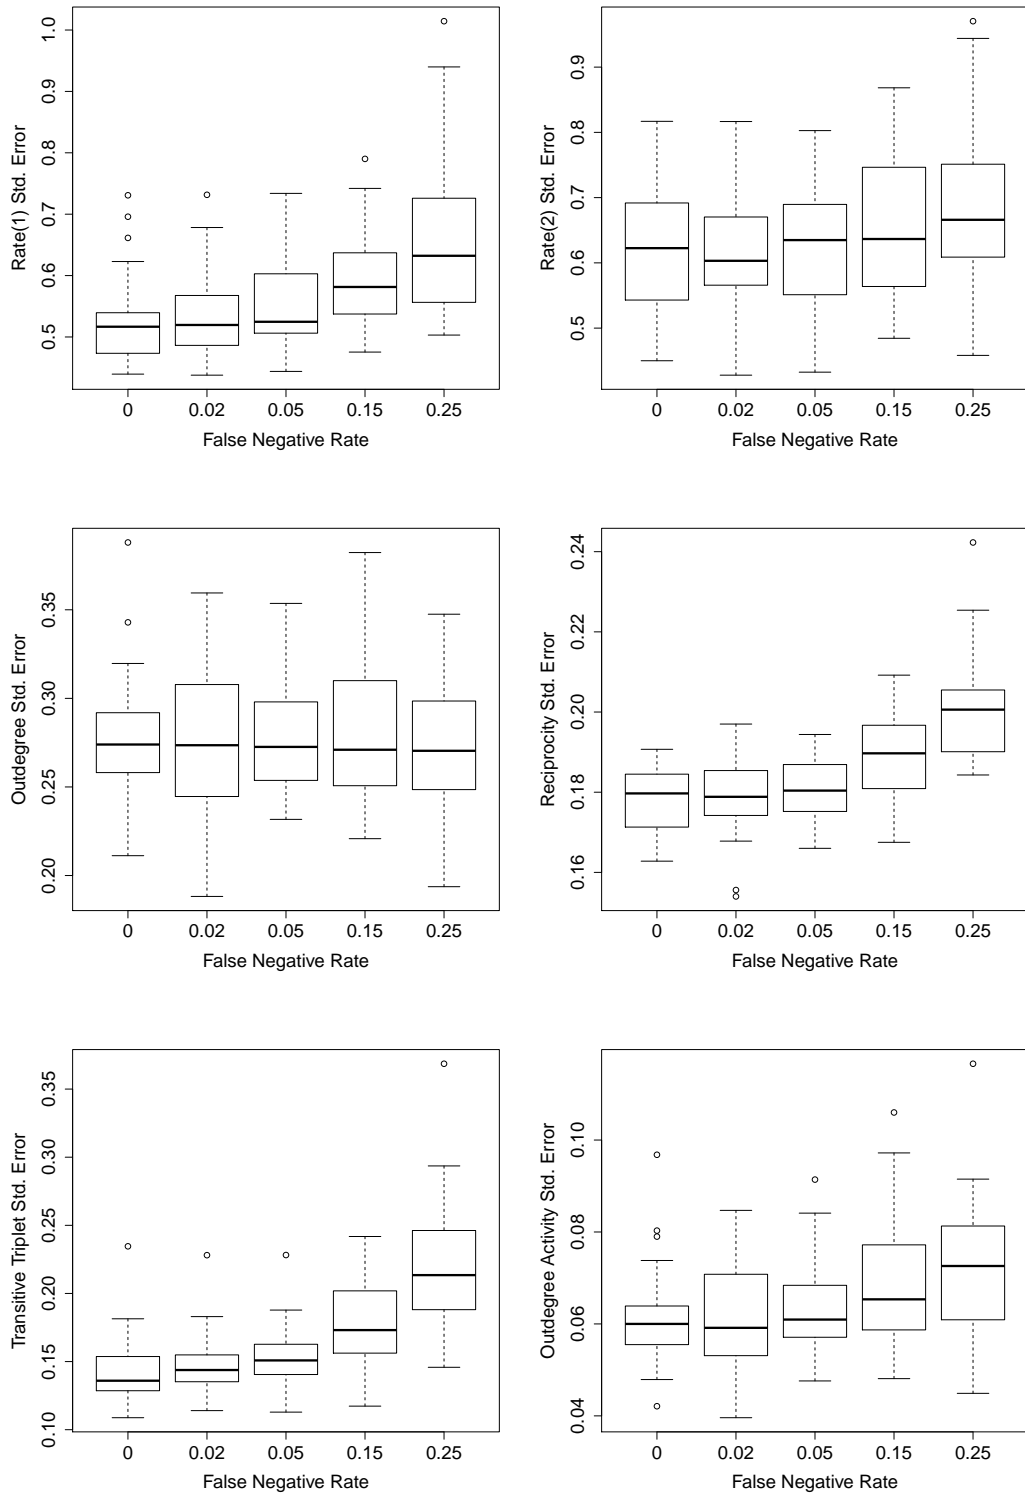 Rate(1) Std. Error
0.5 0.6 0.7 0.8 0.9 1.0
0 0.02 0.05 0.15 0.25
False Negative Rate
Rate(2) Std. Error
0.5 0.6 0.7 0.8 0.9
0 0.02 0.05 0.15 0.25
False Negative Rate
Outdegree Std. Error
0.20 0.25 0.30 0.35
0 0.02 0.05 0.15 0.25
False Negative Rate
Reciprocity Std. Error
0.16 0.18 0.20 0.22 0.24
0 0.02 0.05 0.15 0.25
False Negative Rate
Transitive Triplet Std. Error
0.10 0.15 0.20 0.25 0.30 0.35
0 0.02 0.05 0.15 0.25
False Negative Rate
Outdegree Activity Std. Error
0.04 0.06 0.08 0.10
0 0.02 0.05 0.15 0.25
False Negative Rate